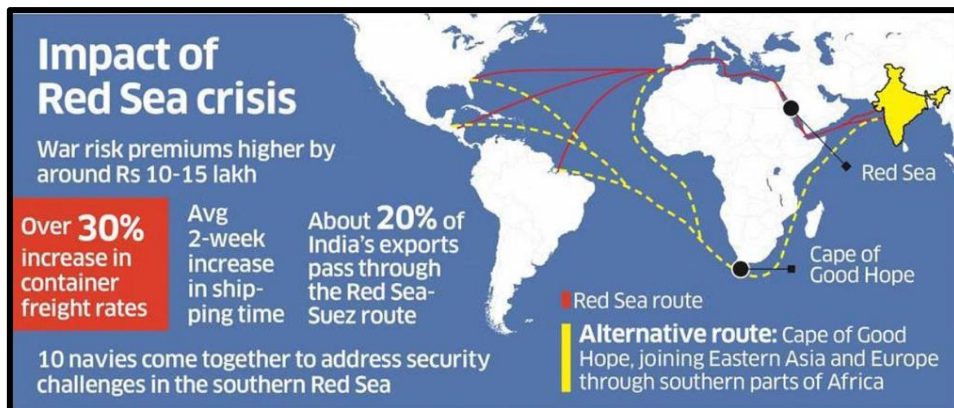 Impact of
Red Sea crisis
War risk premiums higher by
around Rs 10-15 lakh
Over 30%
increase in
container
freight rates
Avg
2-week
increase
in ship-
ping time
About 20% of
India's exports
pass through
the Red Sea-
Suez route
10 navies come together to address security
challenges in the southern Red Sea
Red Sea
Cape of
Good Hope
Red Sea route
Alternative route: Cape of Good
Hope, joining Eastern Asia and Europe
through southern parts of Africa